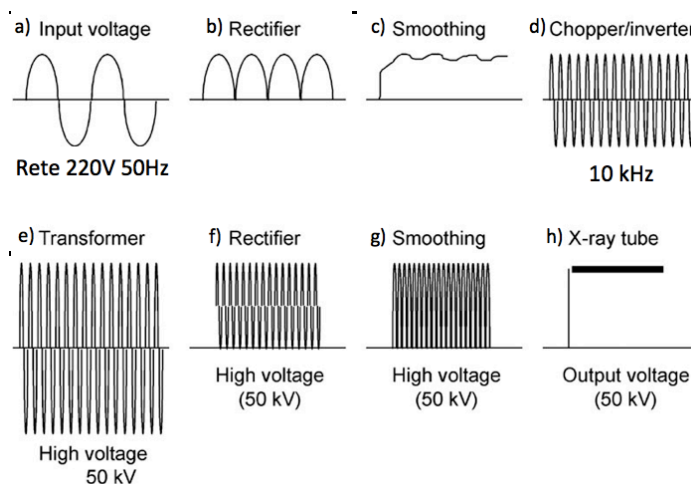 a) Input voltage
b) Rectifier
c) Smoothing
d) Chopper/inverter
Rete 220V 50Hz
10 kHz
e) Transformer
f) Rectifier
g) Smoothing
h) X-ray tube
High voltage
(50 kV)
High voltage
(50 kV)
Output voltage
(50 kV)
High voltage
50 kV